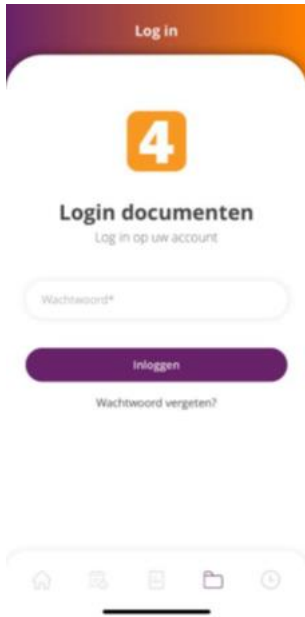 Log in
4
Login documenten
Log in op uw account
Wachtwoord*
Inloggen
Wachtwoord vergeten?